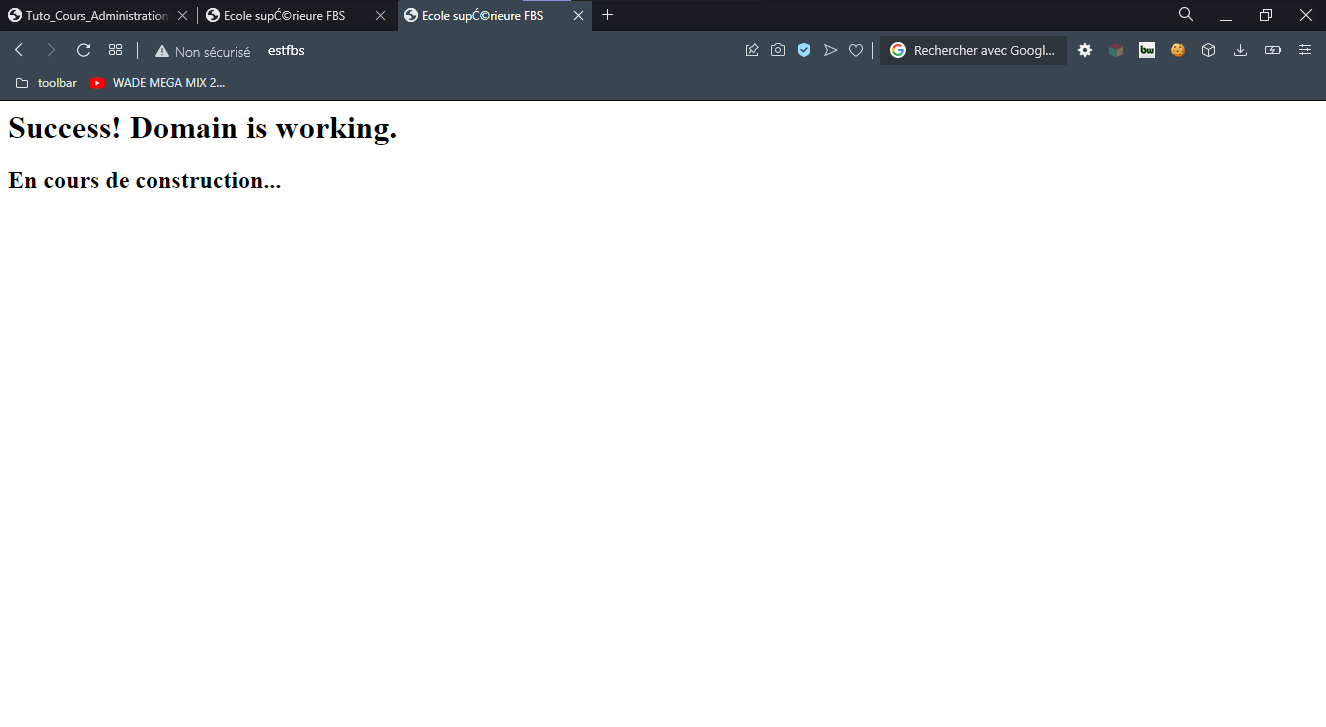 Tuto_Cours_Administration
Ecole supĆ©rieure FBS
Ecole supĆ©rieure FBS
Non sécurisé
estfbs
Rechercher avec Googl...
bw
toolbar
WADE MEGA MIX 2...
Success! Domain is working.
En cours de construction...